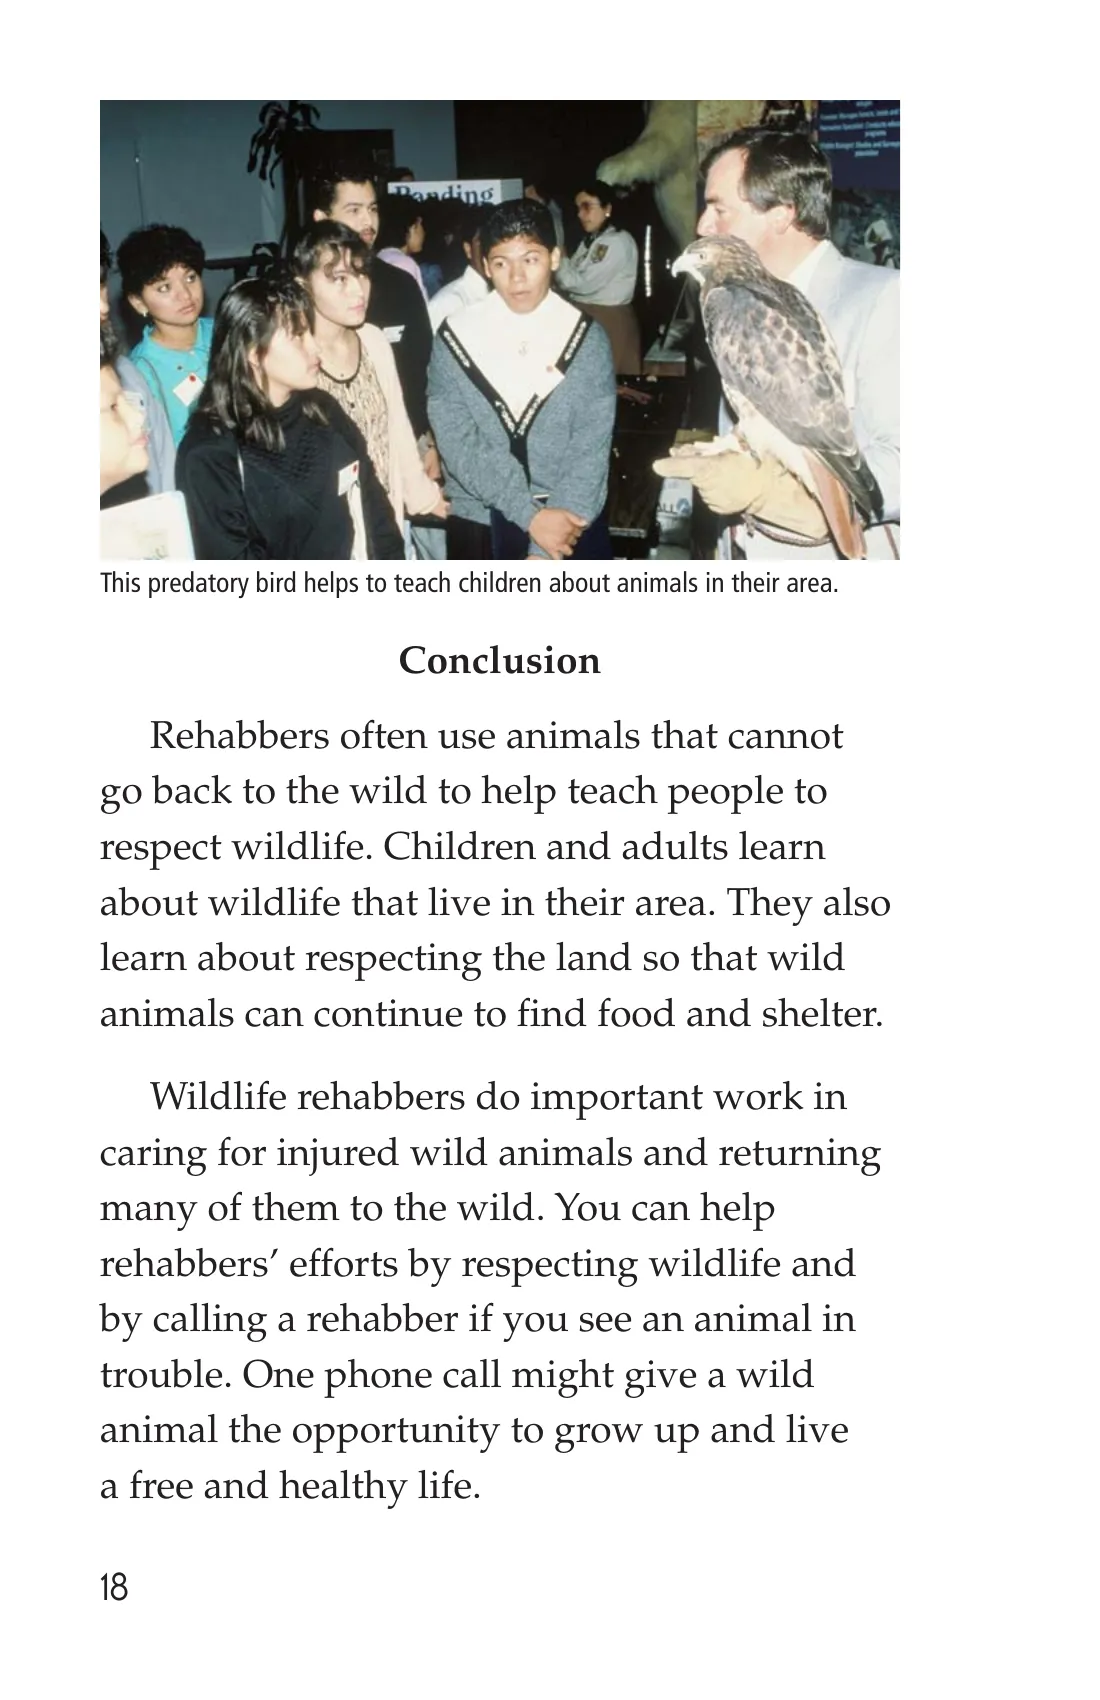 Banding
This predatory bird helps to teach children about animals in their area.
Conclusion
Rehabbers often use animals that cannot
go back to the wild to help teach people to
respect wildlife. Children and adults learn
about wildlife that live in their area. They also
learn about respecting the land so that wild
animals can continue to find food and shelter.
Wildlife rehabbers do important work in
caring for injured wild animals and returning
many of them to the wild. You can help
rehabbers’ efforts by respecting wildlife and
by calling a rehabber if you see an animal in
trouble. One phone call might give a wild
animal the opportunity to grow up and live
a free and healthy life.
18